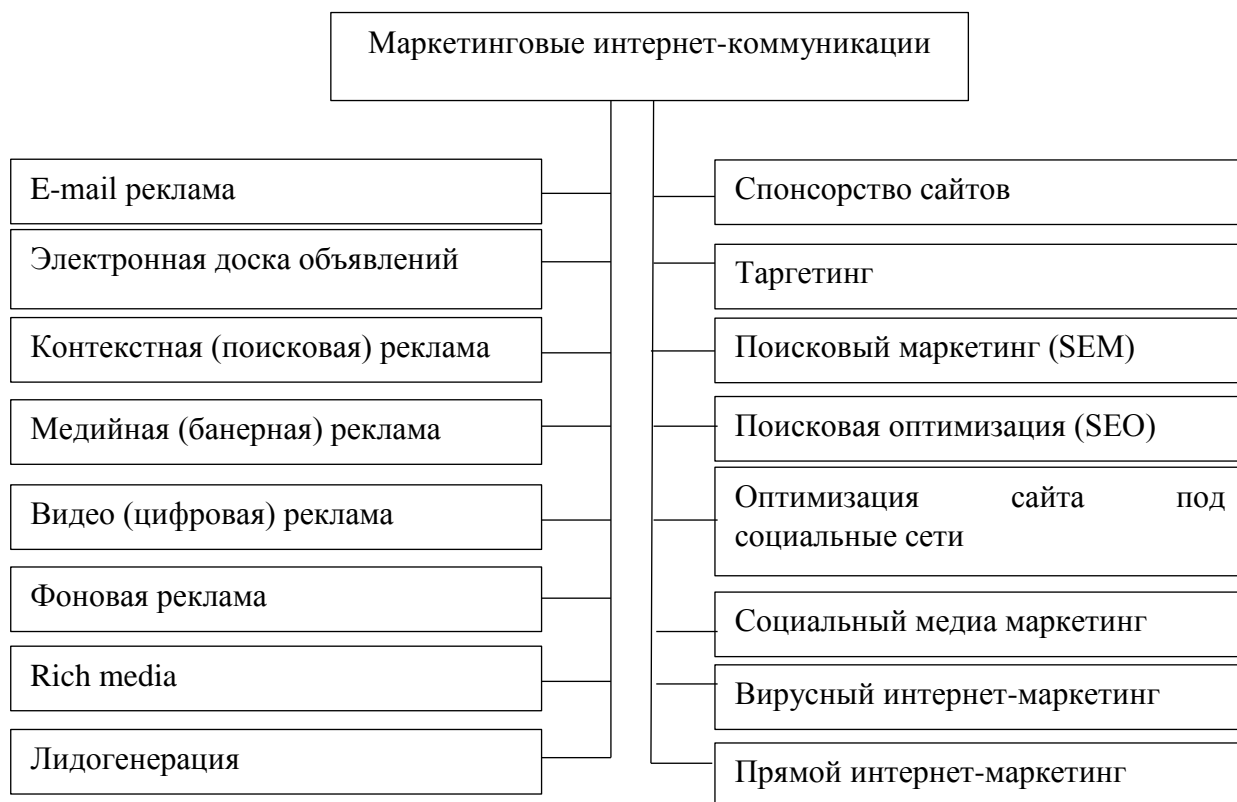 Маркетинговые интернет-коммуникации
E-mail реклама
Электронная доска объявлений
Контекстная (поисковая) реклама
Медийная (банерная) реклама
Видео (цифровая) реклама
Фоновая реклама
Rich media
Лидогенерация
Спонсорство сайтов
Таргетинг
Поисковый маркетинг (SEM)
Поисковая оптимизация (SEO)
Оптимизация сайта под
социальные сети
Социальный медиа маркетинг
Вирусный интернет-маркетинг
Прямой интернет-маркетинг